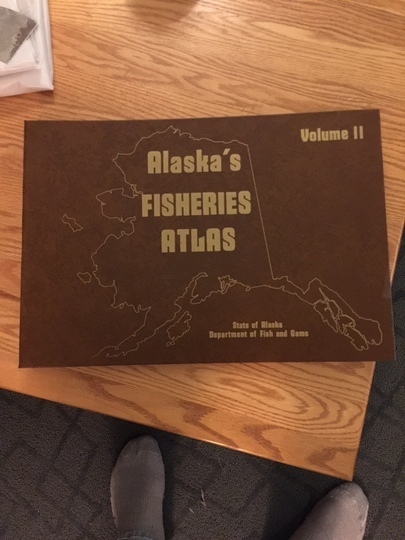 Volume II
Alaska's
FISHERIES
ATLAS
State of Alaska
Department of Fish and Game